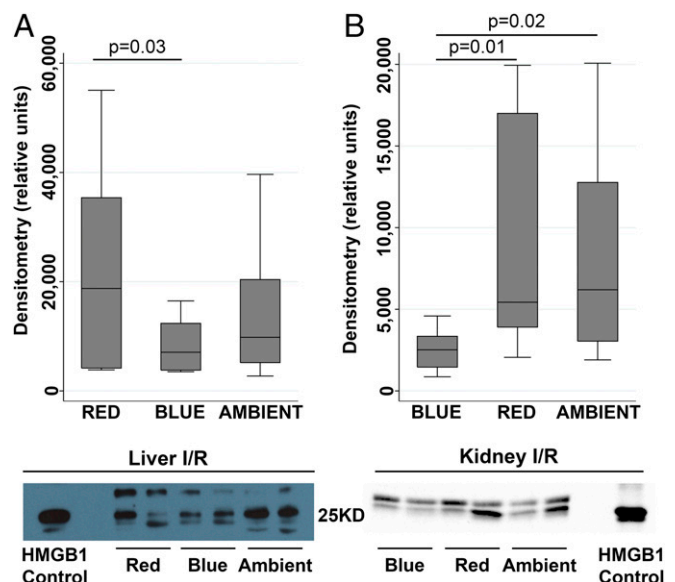 A
B
p=0.03
p=0.02
p=0.01
Densitometry (relative units)
60,000
40,000
20,000
0
RED BLUE AMBIENT
Densitometry (relative units)
20,000
15,000
10,000
5,000
0
BLUE RED AMBIENT
Liver I/R
Kidney I/R
25KD
HMGB1
Control
Red Blue Ambient
Blue Red Ambient
HMGB1
Control